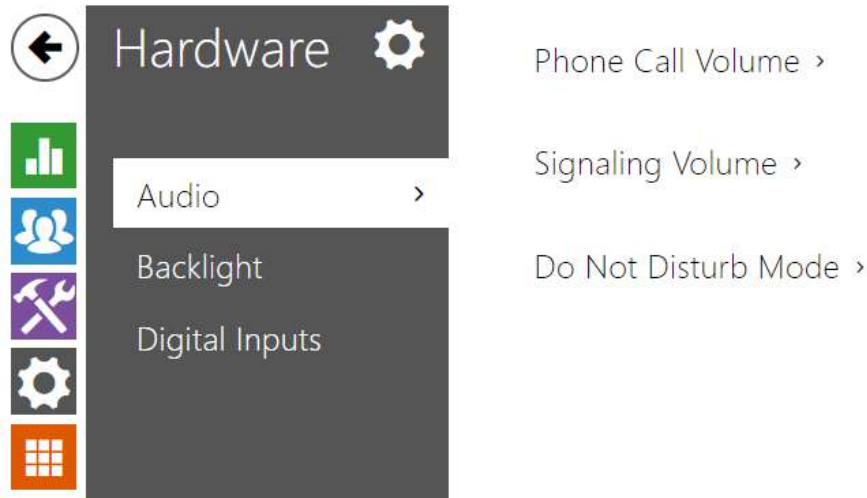 Hardware
Audio
Backlight
Digital Inputs
Phone Call Volume
Signaling Volume
Do Not Disturb Mode